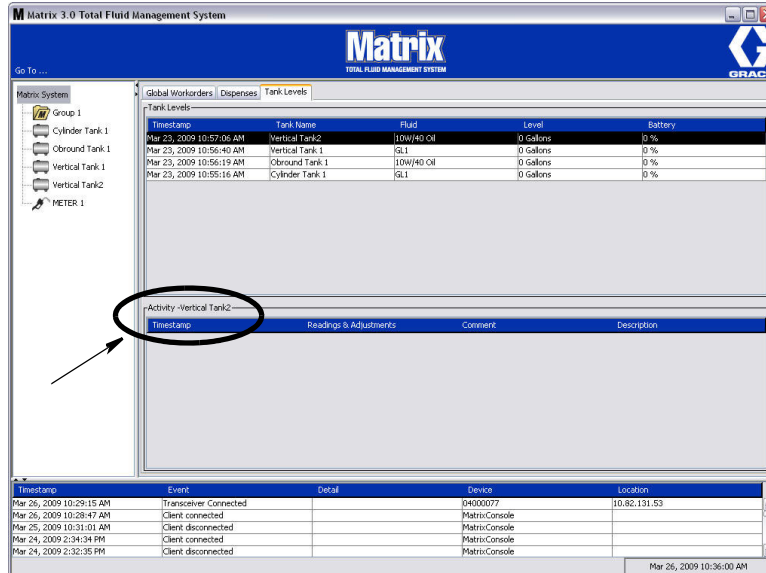 Matrix 3.0 Total Fluid Management System
Matrix
TOTAL FLUID MANAGEMENT SYSTEM
Go To ...
GRAC
Matrix System
Group 1
Cylinder Tank 1
Obround Tank 1
Vertical Tank 1
Vertical Tank2
METER 1
Global Workorders Dispenses Tank Levels
Tank Levels
Timestamp Tank Name Fluid Level Battery
Mar 23, 2009 10:57:06 AM Vertical Tank2 10W/40 Oil 0 Gallons 0 %
Mar 23, 2009 10:56:40 AM Vertical Tank 1 GL1 0 Gallons 0 %
Mar 23, 2009 10:56:19 AM Obround Tank 1 10W/40 Oil 0 Gallons 0 %
Mar 23, 2009 10:55:16 AM Cylinder Tank 1 GL1 0 Gallons 0 %
Activity -Vertical Tank2
Timestamp Readings & Adjustments Comment Description
Timestamp Event Detail Device Location
Mar 26, 2009 10:29:15 AM Transceiver Connected 04000077 10.82.131.53
Mar 26, 2009 10:28:47 AM Client connected MatrixConsole
Mar 25, 2009 10:31:01 AM Client disconnected MatrixConsole
Mar 24, 2009 2:34:34 PM Client connected MatrixConsole
Mar 24, 2009 2:32:35 PM Client disconnected MatrixConsole
Mar 26, 2009 10:36:00 AM